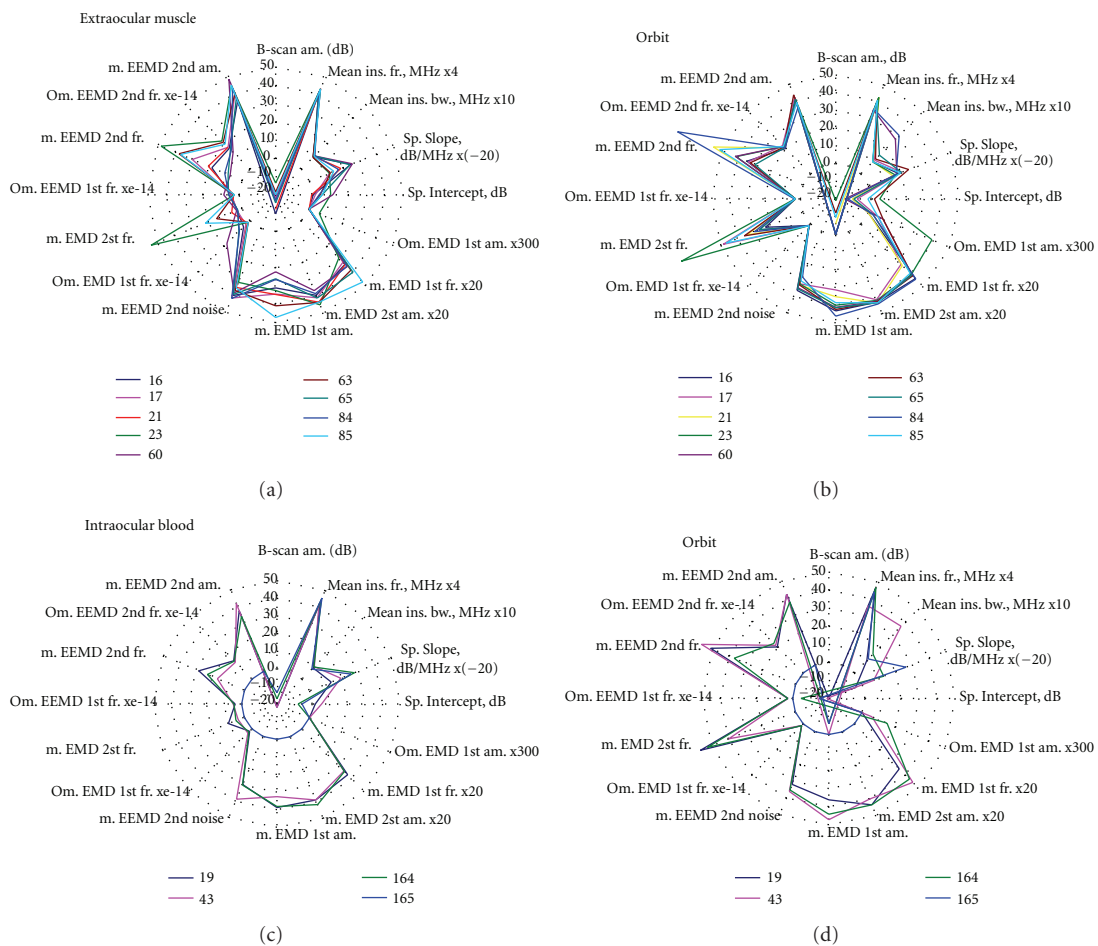 Extraocular muscle
B-scan am. (dB)
50
40
30
20
10
0
−10
−20
Mean ins. fr., MHz x4
Mean ins. bw., MHz x10
Sp. Slope,
dB/MHz x(−20)
Sp. Intercept, dB
Om. EMD 1st am. x300
m. EMD 1st fr. x20
m. EMD 2st am. x20
m. EMD 1st am.
m. EEMD 2nd noise
Om. EMD 1st fr. xe-14
m. EMD 2st fr.
Om. EEMD 1st fr. xe-14
m. EEMD 2nd fr.
Om. EEMD 2nd fr. xe-14
m. EEMD 2nd am.
16
17
21
23
60
63
65
84
85
(a)
Orbit
B-scan am., dB
50
40
30
20
10
0
−10
−20
Mean ins. fr., MHz x4
Mean ins. bw., MHz x10
Sp. Slope,
dB/MHz x(−20)
Sp. Intercept, dB
Om. EMD 1st am. x300
m. EMD 1st fr. x20
m. EMD 2st am. x20
m. EMD 1st am.
m. EEMD 2nd noise
Om. EMD 1st fr. xe-14
m. EMD 2st fr.
Om. EEMD 1st fr. xe-14
m. EEMD 2nd fr.
Om. EEMD 2nd fr. xe-14
m. EEMD 2nd am.
16
17
21
23
60
63
65
84
85
(b)
Intraocular blood
B-scan am. (dB)
50
40
30
20
10
0
−10
−20
Mean ins. fr., MHz x4
Mean ins. bw., MHz x10
Sp. Slope,
dB/MHz x(−20)
Sp. Intercept, dB
Om. EMD 1st am. x300
m. EMD 1st fr. x20
m. EMD 2st am. x20
m. EMD 1st am.
m. EEMD 2nd noise
Om. EMD 1st fr. xe-14
m. EMD 2st fr.
Om. EEMD 1st fr. xe-14
m. EEMD 2nd fr.
Om. EEMD 2nd fr. xe-14
m. EEMD 2nd am.
19
43
164
165
(c)
Orbit
B-scan am. (dB)
50
40
30
20
10
0
−10
−20
Mean ins. fr., MHz x4
Mean ins. bw., MHz x10
Sp. Slope,
dB/MHz x(−20)
Sp. Intercept, dB
Om. EMD 1st am. x300
m. EMD 1st fr. x20
m. EMD 2st am. x20
m. EMD 1st am.
m. EEMD 2nd noise
Om. EMD 1st fr. xe-14
m. EMD 2st fr.
Om. EEMD 1st fr. xe-14
m. EEMD 2nd fr.
Om. EEMD 2nd fr. xe-14
m. EEMD 2nd am.
19
43
164
165
(d)